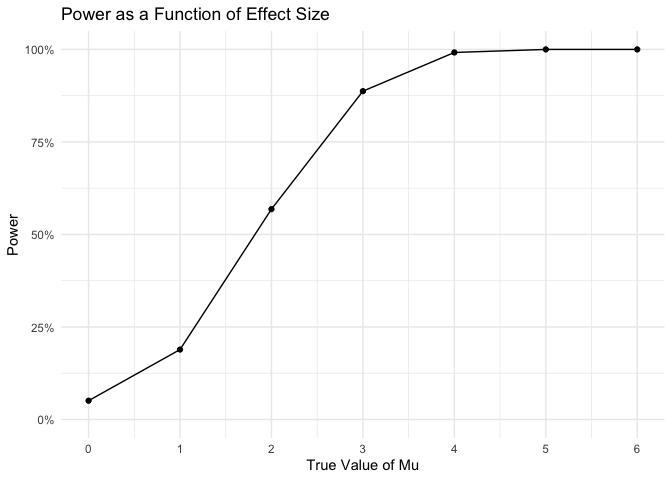 Power as a Function of Effect Size
100%
75%
50%
25%
0%
Power
0 1 2 3 4 5 6
True Value of Mu